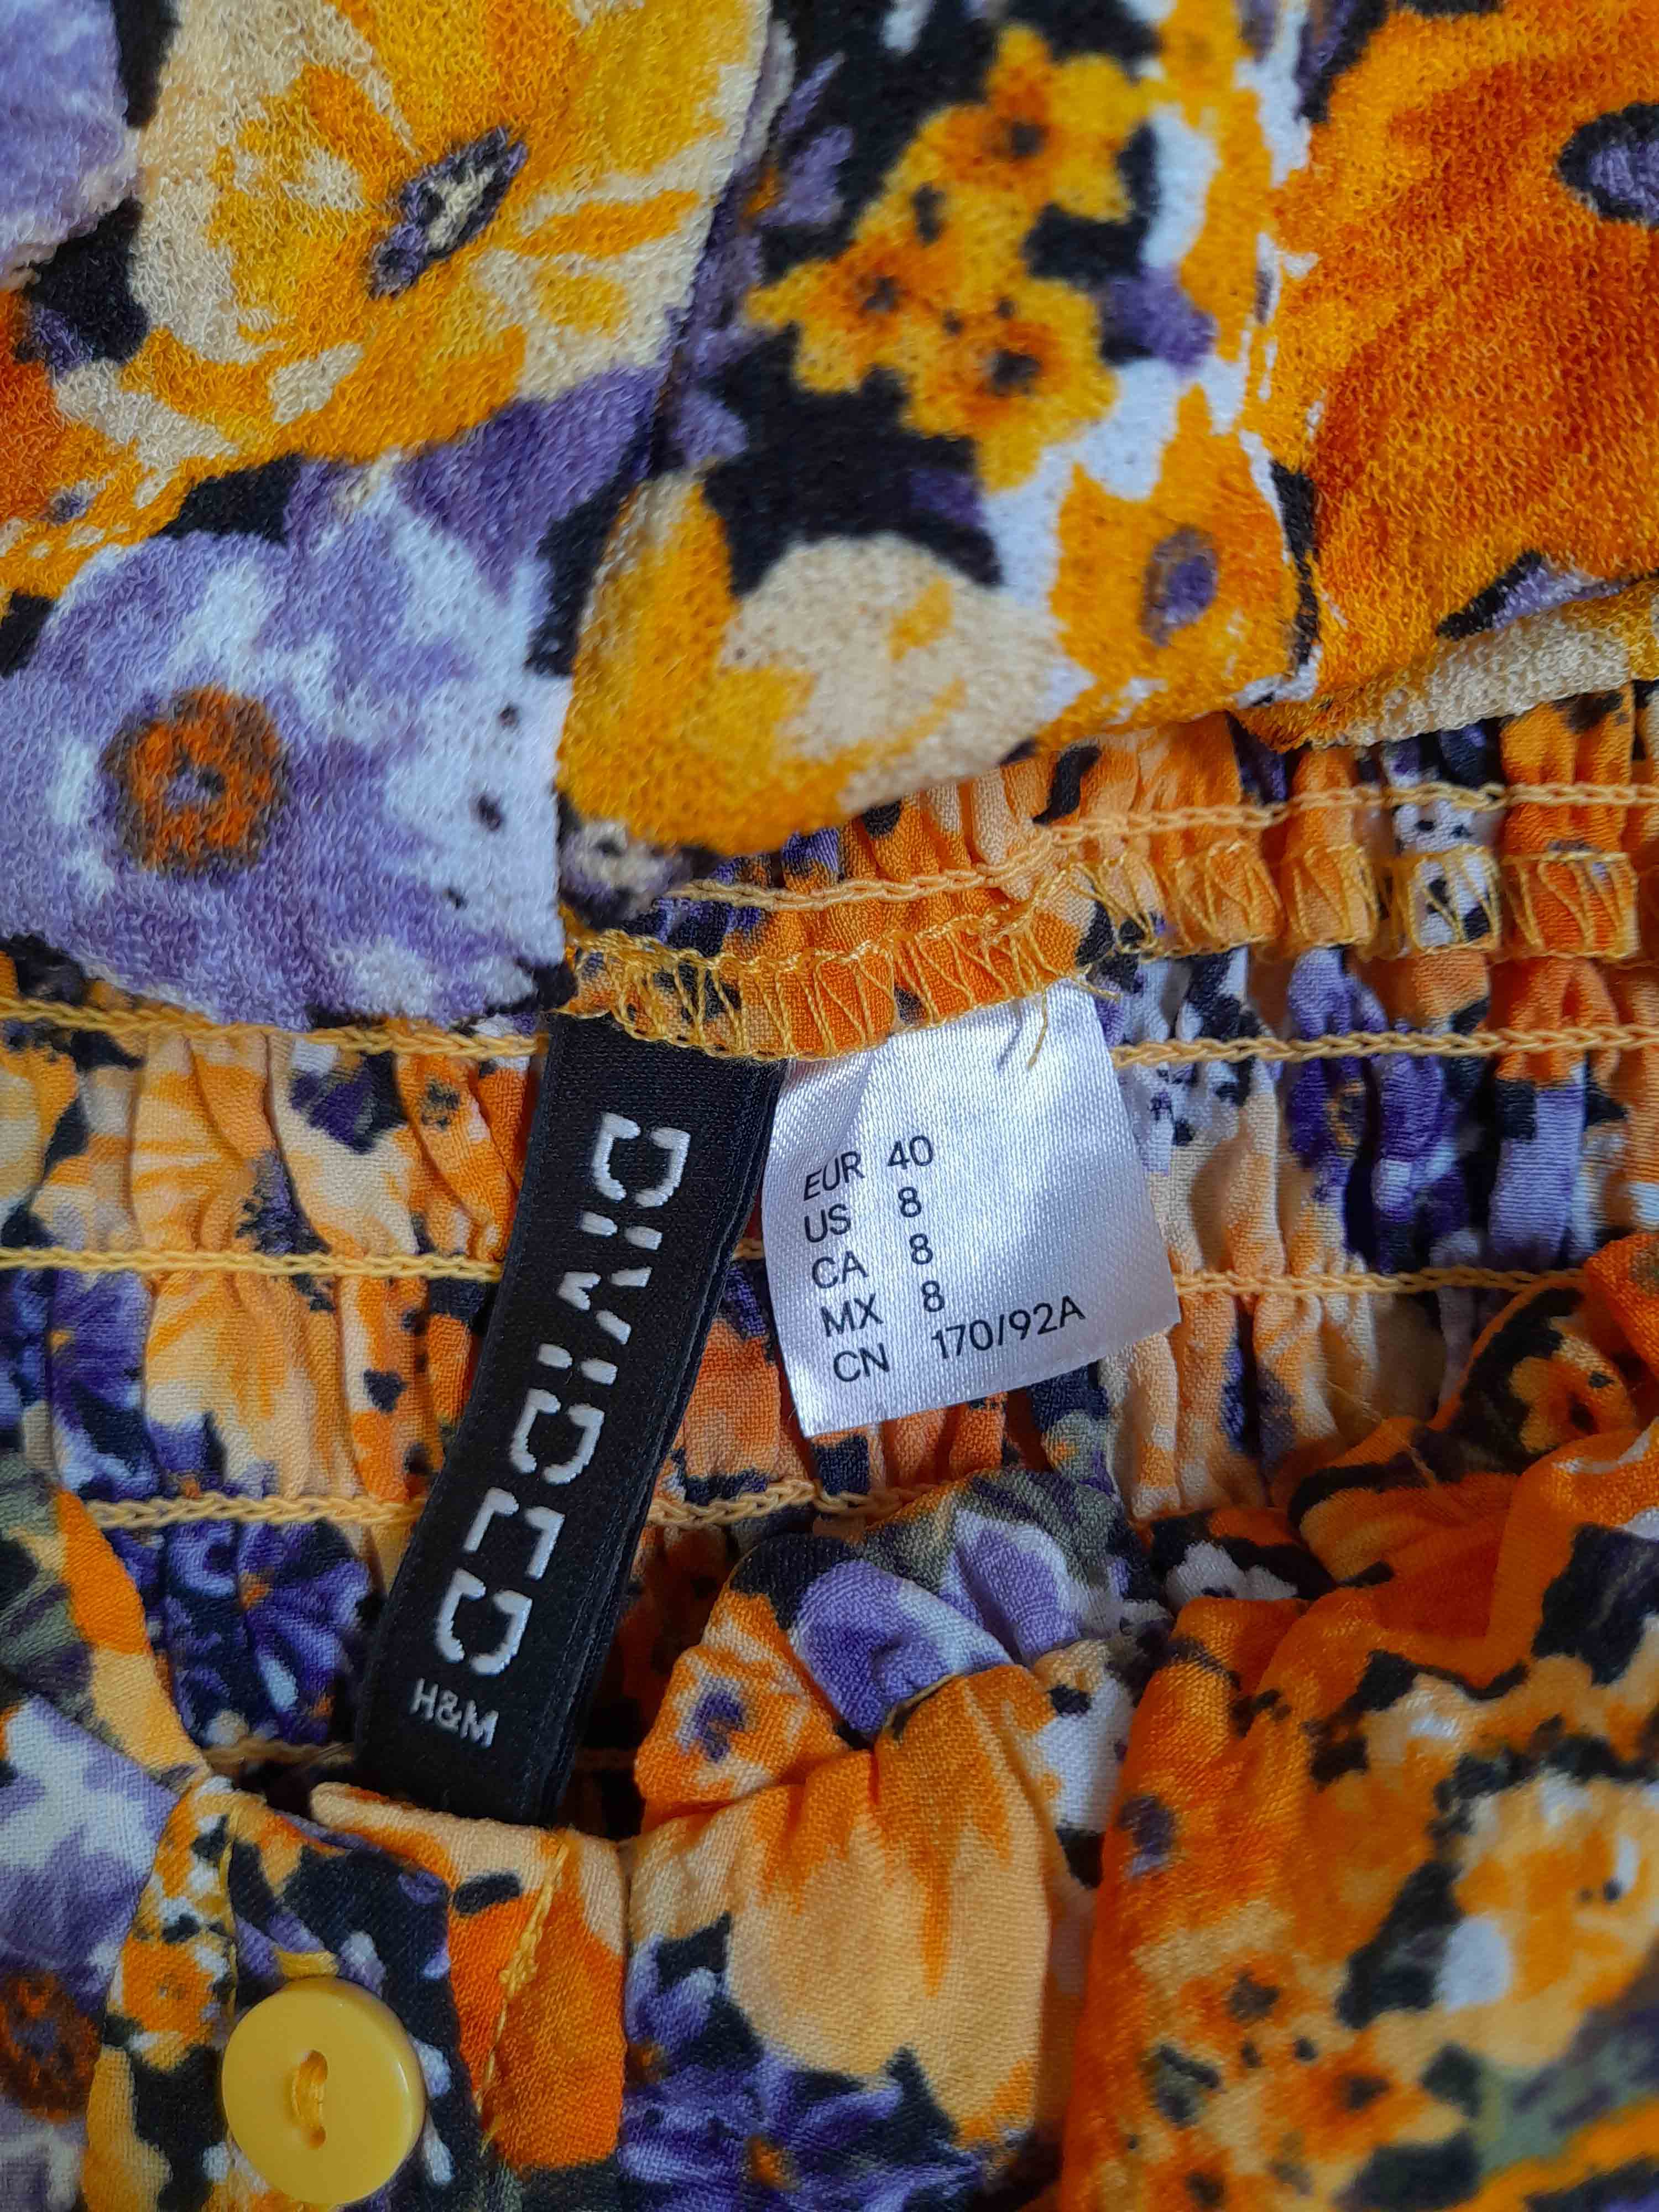 DIVIDED
H&M
EUR 40
US 8
CA 8
MX 8
CN 170/92A